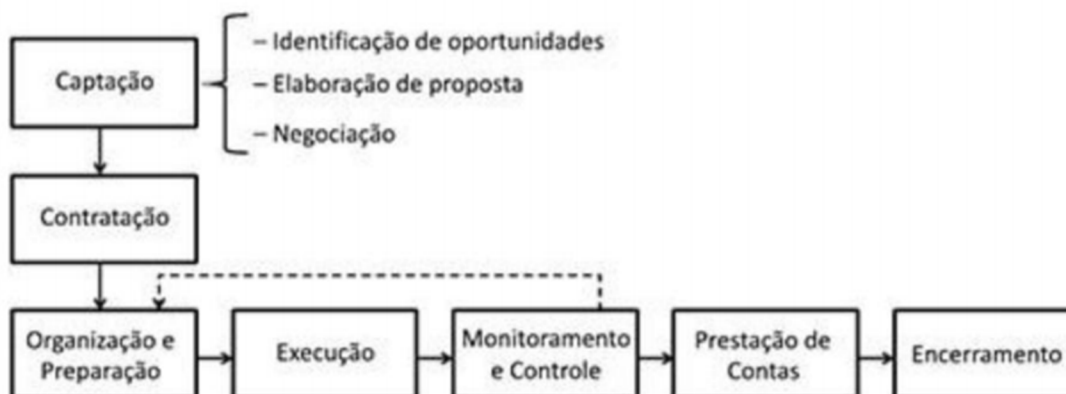 Captação
– Identificação de oportunidades
– Elaboração de proposta
– Negociação
Contratação
Organização e
Preparação
Execução
Monitoramento
e Controle
Prestação de
Contas
Encerramento